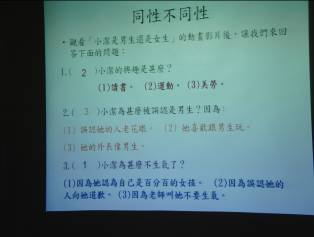 同性不同性
• 觀看「小潔是男生還是女生」的動畫影片後，讓我們來回
答下面的問題：
1.( 2 )小潔的興趣是甚麼？
(1)讀書。 (2)運動。 (3)美勞。
2.( 3 )小潔為甚麼被誤認是男生？因為：
(1) 誤認她的人老花眼。 (2) 她喜歡跟男生玩。
(3) 她的外表像男生。
3.( 1 )小潔為甚麼不生氣了？
(1)因為她認為自己是百分百的女孩。 (2)因為誤認她的
人向她道歉。 (3)因為老師叫她不要生氣。